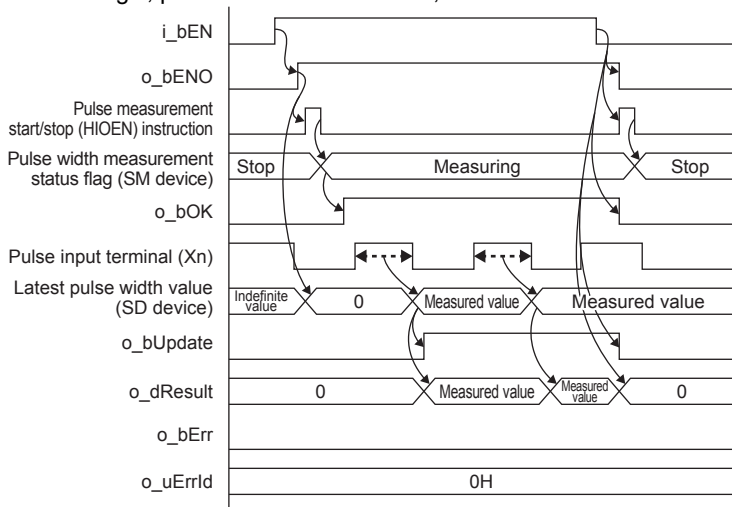 i_bEN
o_bENO
Pulse measurement
start/stop (HIOEN) instruction
Pulse width measurement
status flag (SM device)
Stop
Measuring
Stop
o_bOK
Pulse input terminal (Xn)
Latest pulse width value
(SD device)
Indefinite
value
0
Measured value
Measured value
o_bUpdate
o_dResult
0
Measured value
Measured
value
0
o_bErr
o_uErrId
0H